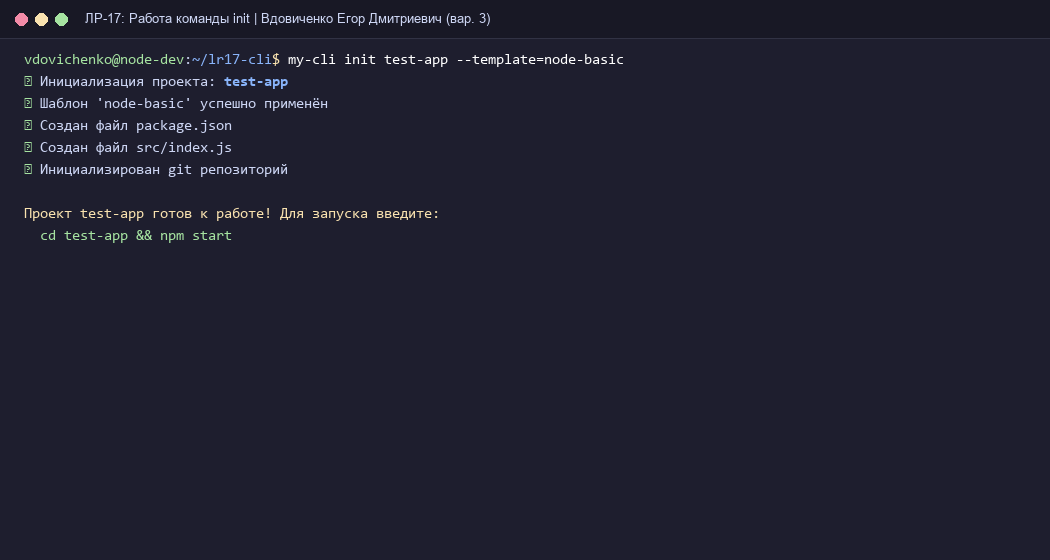 ЛР-17: Работа команды init | Вдовиченко Егор Дмитриевич (вар. 3)
vdovichenko@node-dev:~/lr17-cli$ my-cli init test-app --template=node-basic
Инициализация проекта: test-app
Шаблон 'node-basic' успешно применён
Создан файл package.json
Создан файл src/index.js
Инициализирован git репозиторий
Проект test-app готов к работе! Для запуска введите:
cd test-app && npm start